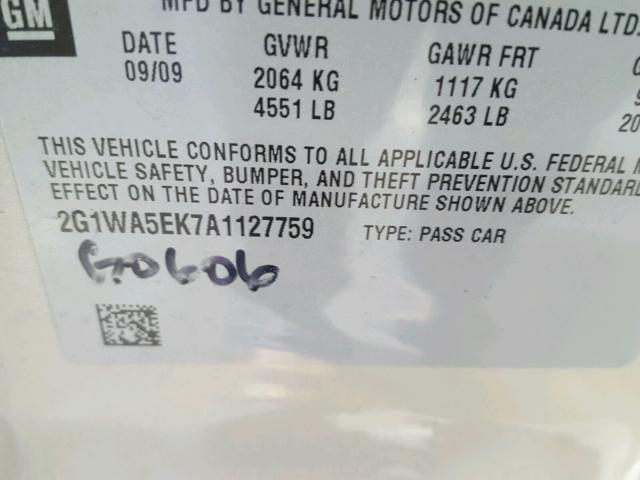 GM
MFD BY GENERAL MOTORS OF CANADA LTD.
DATE GVWR GAWR FRT
09/09 2064 KG 1117 KG
4551 LB 2463 LB 20
THIS VEHICLE CONFORMS TO ALL APPLICABLE U.S. FEDERAL
VEHICLE SAFETY, BUMPER, AND THEFT PREVENTION STANDARD
EFFECT ON THE DATE OF MANUFACTURE SHOWN ABOVE.
2G1WA5EK7A1127759 TYPE: PASS CAR